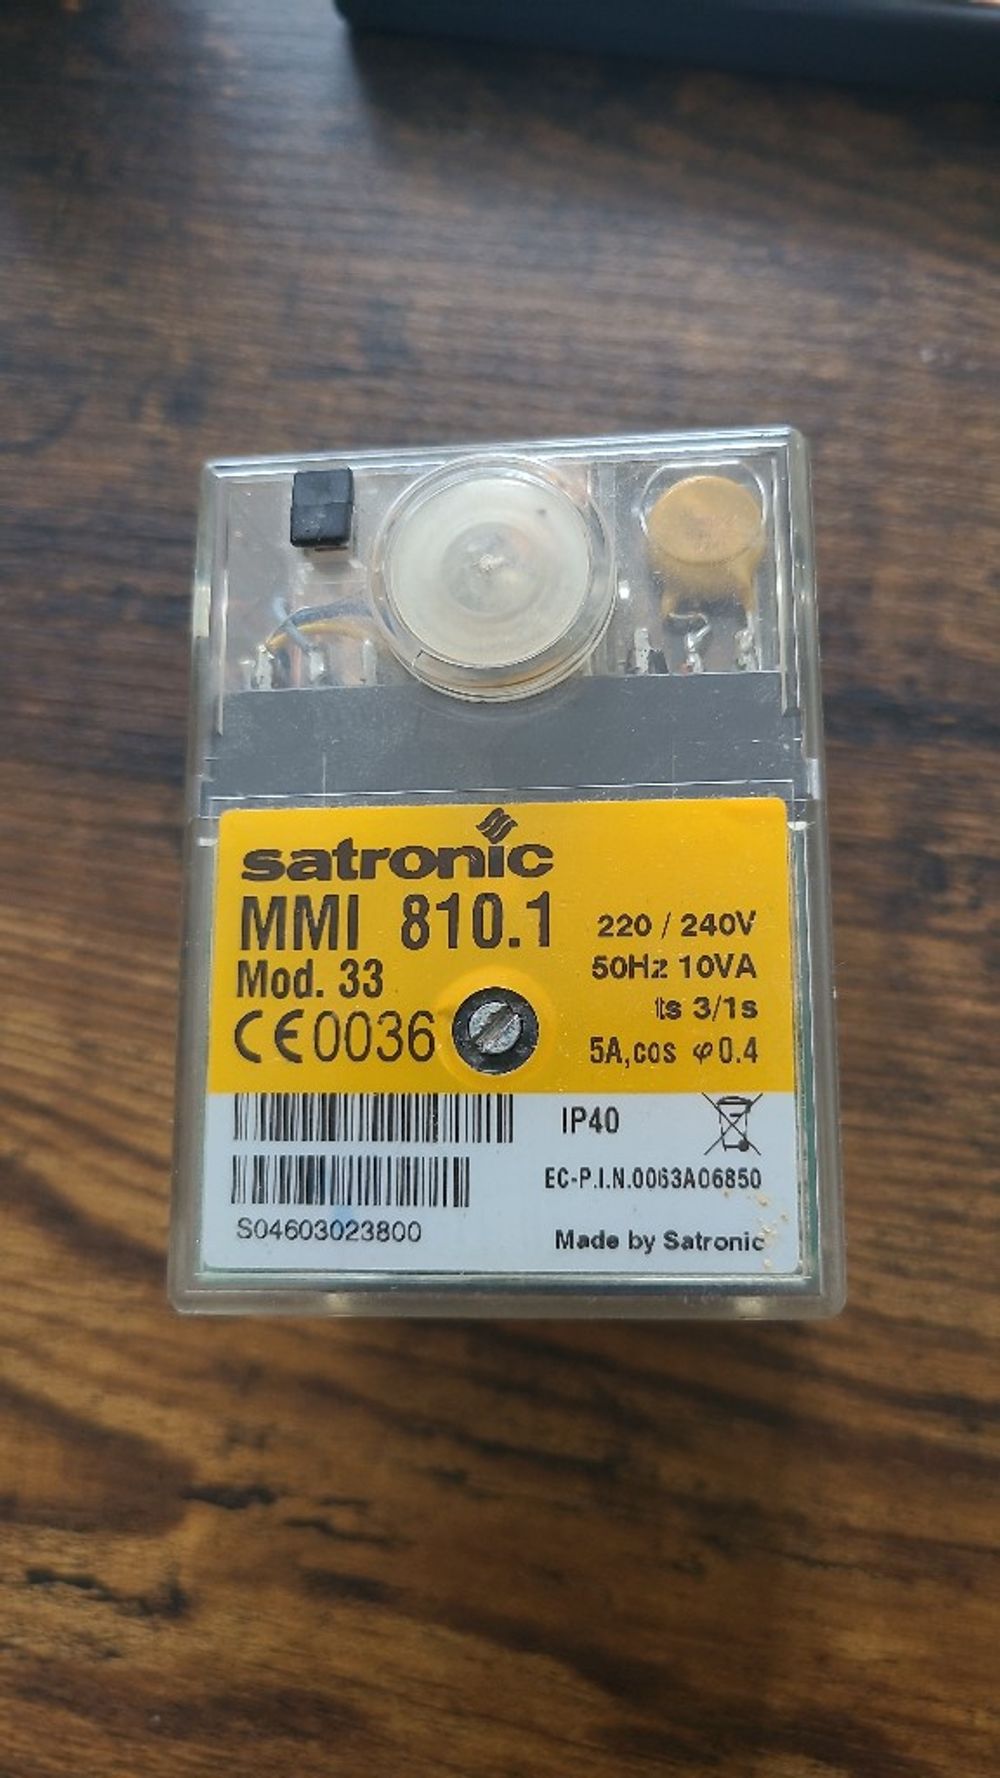 satronic
MMI 810.1
Mod. 33
CE 0036
220 / 240V
50Hz 10VA
ts 3/1s
5A,cos φ 0.4
IP40
EC-P.I.N.0063A06850
S04603023800
Made by Satronic